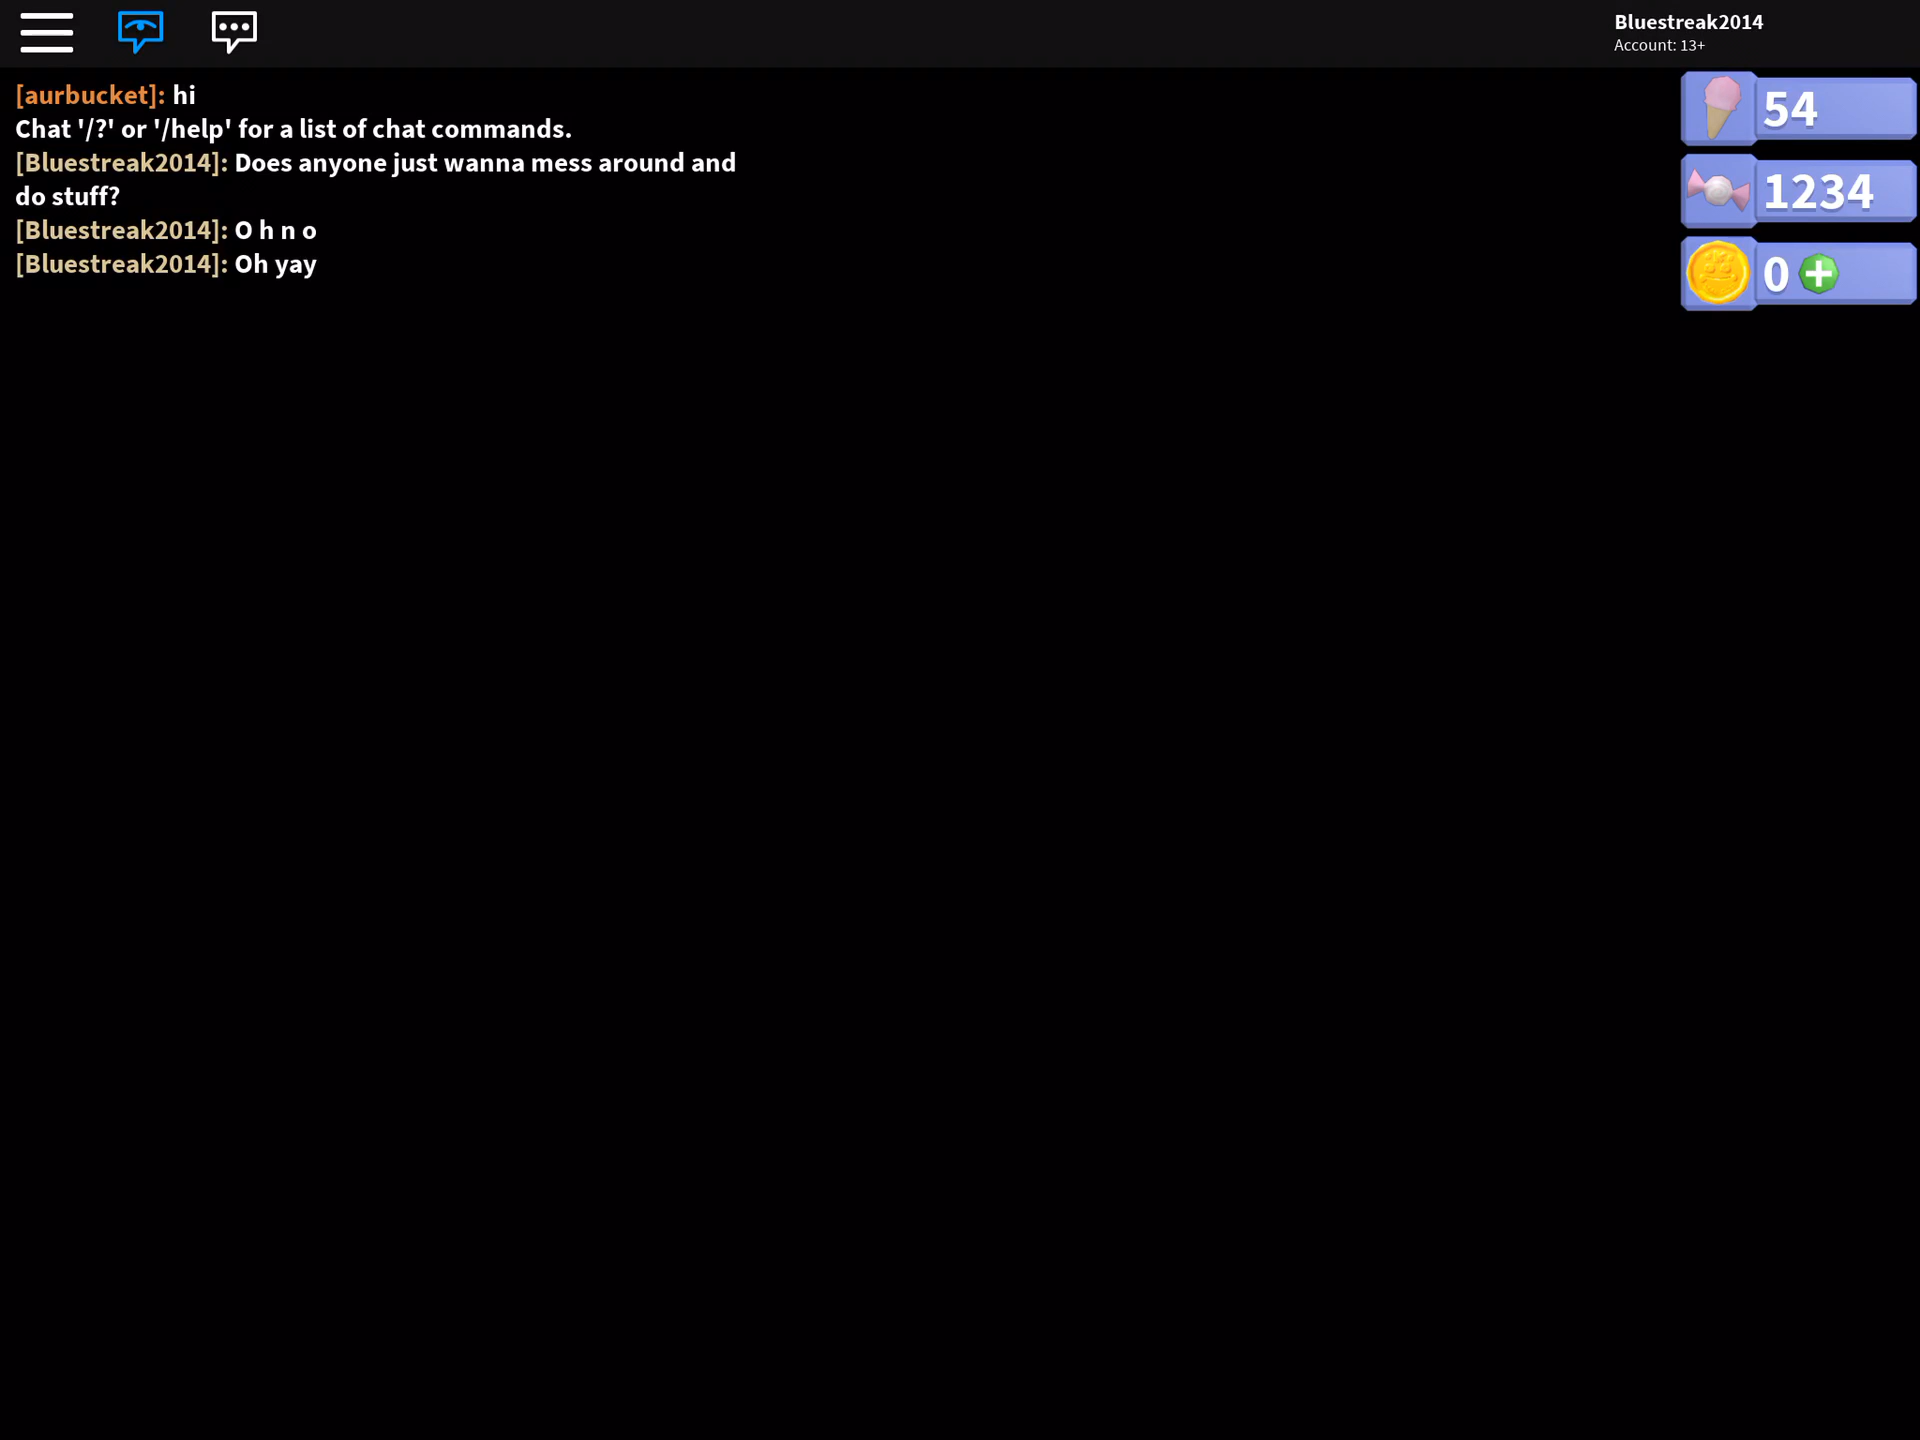 Bluestreak2014
Account: 13+
[aurbucket]: hi
Chat '/?' or '/help' for a list of chat commands.
[Bluestreak2014]: Does anyone just wanna mess around and
do stuff?
[Bluestreak2014]: O h n o
[Bluestreak2014]: Oh yay
54
1234
0